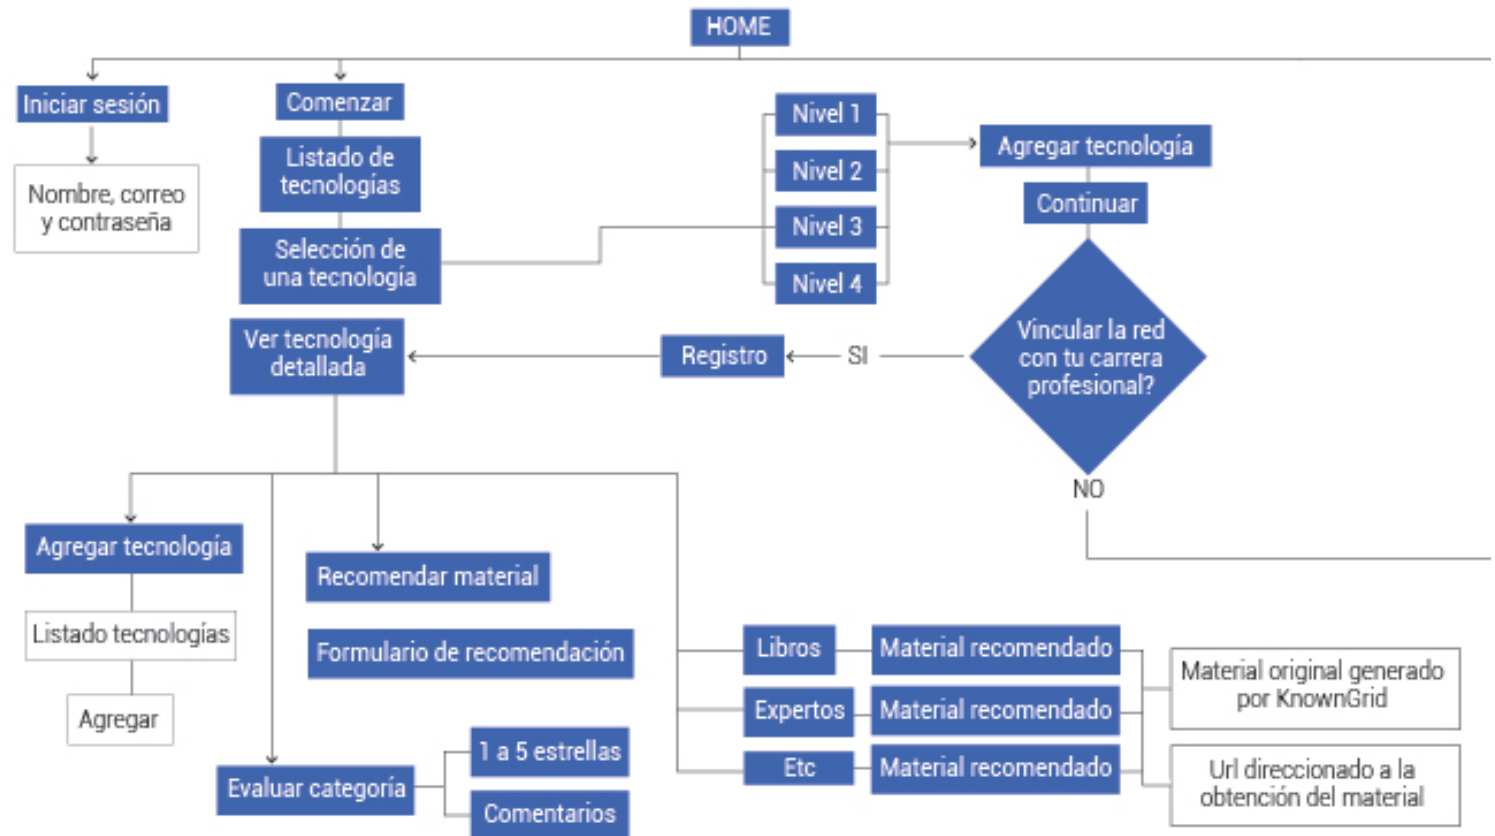 HOME
Iniciar sesión
Nombre, correo
y contraseña
Comenzar
Listado de
tecnologías
Selección de
una tecnología
Nivel 1
Nivel 2
Nivel 3
Nivel 4
Agregar tecnología
Continuar
Vincular la red
con tu carrera
profesional?
SI
NO
Registro
Ver tecnología
detallada
Agregar tecnología
Listado tecnologías
Agregar
Recomendar material
Formulario de recomendación
Evaluar categoría
1 a 5 estrellas
Comentarios
Libros
Material recomendado
Expertos
Material recomendado
Etc
Material recomendado
Material original generado
por KnownGrid
Url direccionado a la
obtención del material